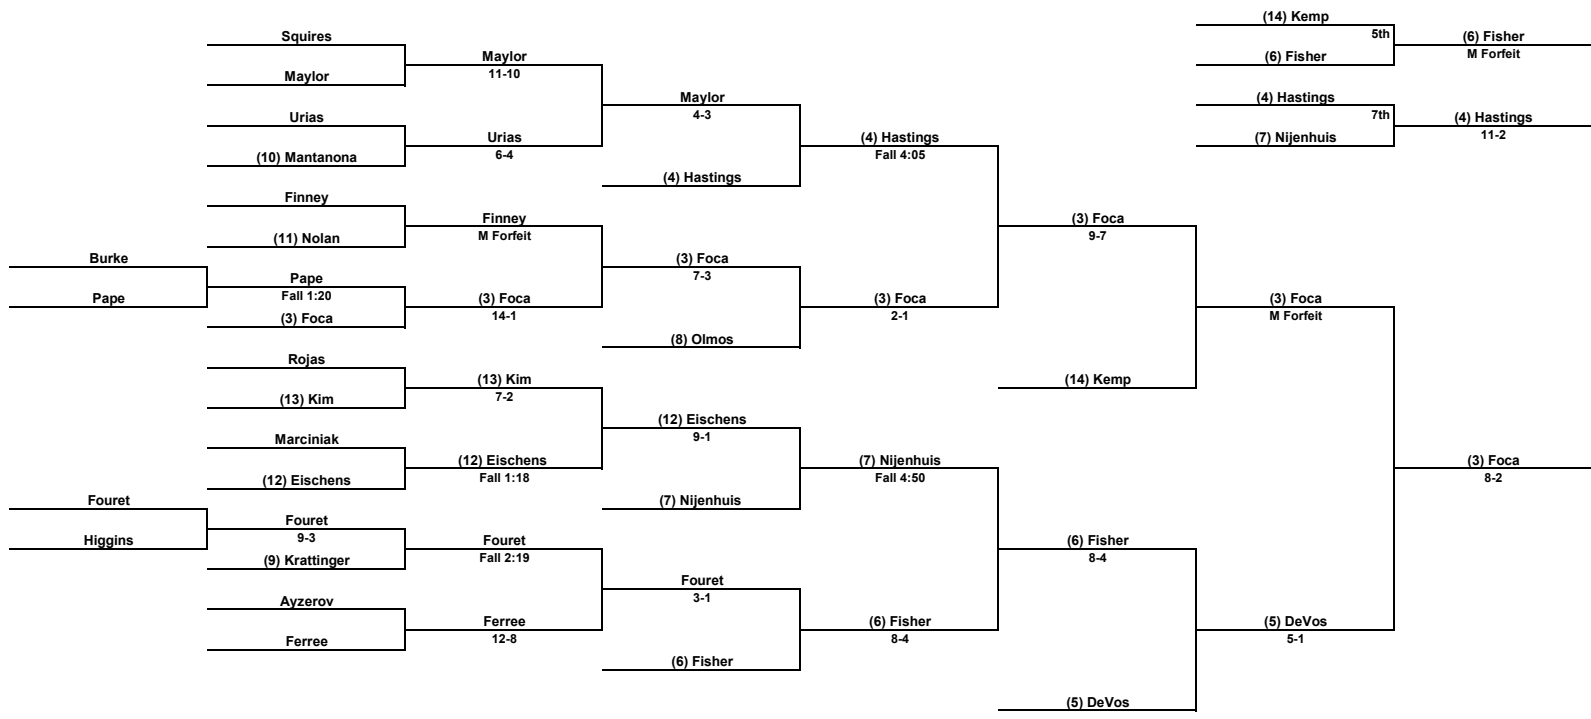 (14) Kemp
5th
(6) Fisher
M Forfeit
(6) Fisher
(4) Hastings
7th
(4) Hastings
11-2
(7) Nijenhuis
Squires
Maylor
11-10
Maylor
Maylor
4-3
Urias
Urias
6-4
(10) Mantanona
(4) Hastings
Fall 4:05
(4) Hastings
Finney
Finney
M Forfeit
(11) Nolan
(3) Foca
9-7
Burke
Pape
Fall 1:20
Pape
(3) Foca
7-3
(3) Foca
14-1
(3) Foca
(3) Foca
2-1
(8) Olmos
(3) Foca
M Forfeit
Rojas
(13) Kim
7-2
(13) Kim
(14) Kemp
(12) Eischens
9-1
Marciniak
(12) Eischens
Fall 1:18
(12) Eischens
(7) Nijenhuis
Fall 4:50
(7) Nijenhuis
(3) Foca
8-2
Fouret
Fouret
9-3
Higgins
(9) Krattinger
Fouret
Fall 2:19
(6) Fisher
8-4
Fouret
3-1
Ayzerov
Ferree
12-8
Ferree
(6) Fisher
8-4
(6) Fisher
(5) DeVos
5-1
(5) DeVos